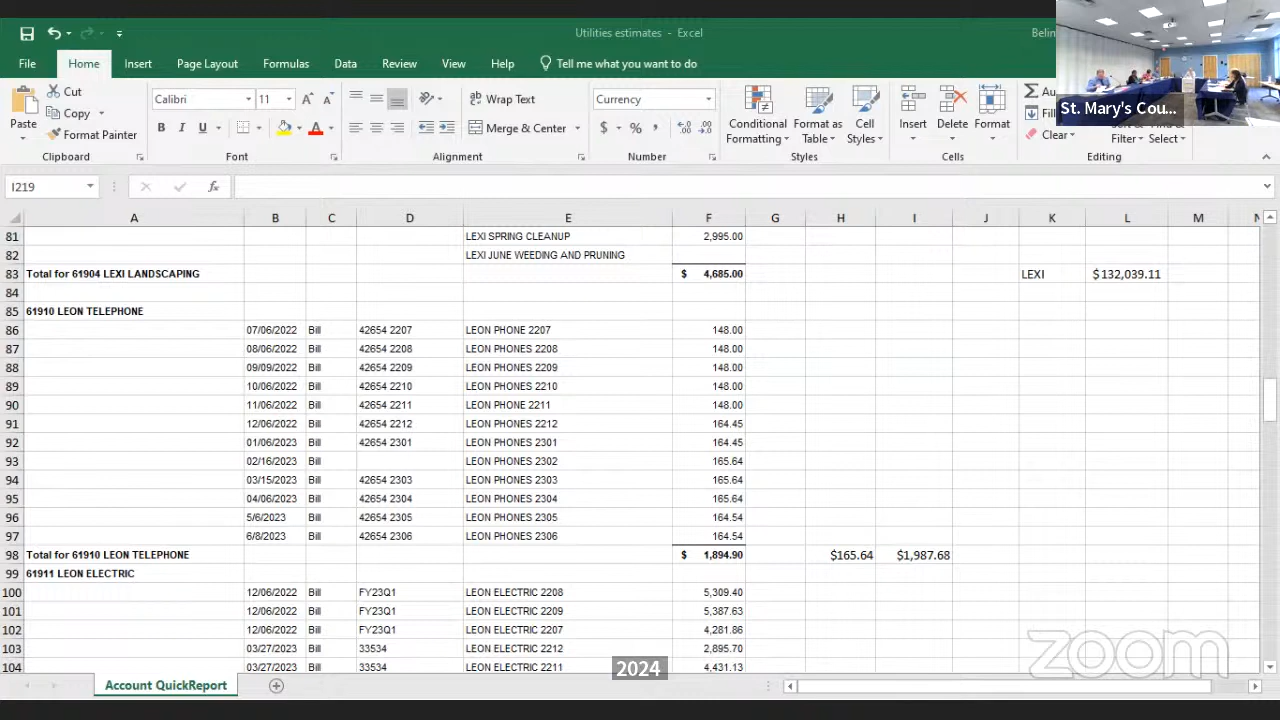 Utilities estimates - Excel
Belin
File Home Insert Page Layout Formulas Data Review View Help Tell me what you want to do
St. Mary's Cou...
Paste Cut Copy Format Painter Clipboard
Calibri 11 B I U A Font
Wrap Text Merge & Center Alignment
Currency $ % , Number
Conditional Formatting Format as Table Cell Styles Styles
Insert Delete Format Cells
Au Fill Clear Filter Select Editing
I219 fx
A B C D E F G H I J K L M N
81 LEXI SPRING CLEANUP 2,995.00
82 LEXI JUNE WEEDING AND PRUNING
83 Total for 61904 LEXI LANDSCAPING $ 4,685.00 LEXI $132,039.11
84
85 61910 LEON TELEPHONE
86 07/06/2022 Bill 42654 2207 LEON PHONE 2207 148.00
87 08/06/2022 Bill 42654 2208 LEON PHONES 2208 148.00
88 09/09/2022 Bill 42654 2209 LEON PHONES 2209 148.00
89 10/06/2022 Bill 42654 2210 LEON PHONES 2210 148.00
90 11/06/2022 Bill 42654 2211 LEON PHONE 2211 148.00
91 12/06/2022 Bill 42654 2212 LEON PHONES 2212 164.45
92 01/06/2023 Bill 42654 2301 LEON PHONES 2301 164.45
93 02/16/2023 Bill LEON PHONES 2302 165.64
94 03/15/2023 Bill 42654 2303 LEON PHONES 2303 165.64
95 04/06/2023 Bill 42654 2304 LEON PHONES 2304 165.64
96 5/6/2023 Bill 42654 2305 LEON PHONES 2305 164.54
97 6/8/2023 Bill 42654 2306 LEON PHONES 2306 164.54
98 Total for 61910 LEON TELEPHONE $ 1,894.90 $165.64 $1,987.68
99 61911 LEON ELECTRIC
100 12/06/2022 Bill FY23Q1 LEON ELECTRIC 2208 5,309.40
101 12/06/2022 Bill FY23Q1 LEON ELECTRIC 2209 5,387.63
102 12/06/2022 Bill FY23Q1 LEON ELECTRIC 2207 4,281.86
103 03/27/2023 Bill 33534 LEON ELECTRIC 2212 2,895.70
104 03/27/2023 Bill 33534 LEON ELECTRIC 2211 4,431.13
zoom
2024
Account QuickReport